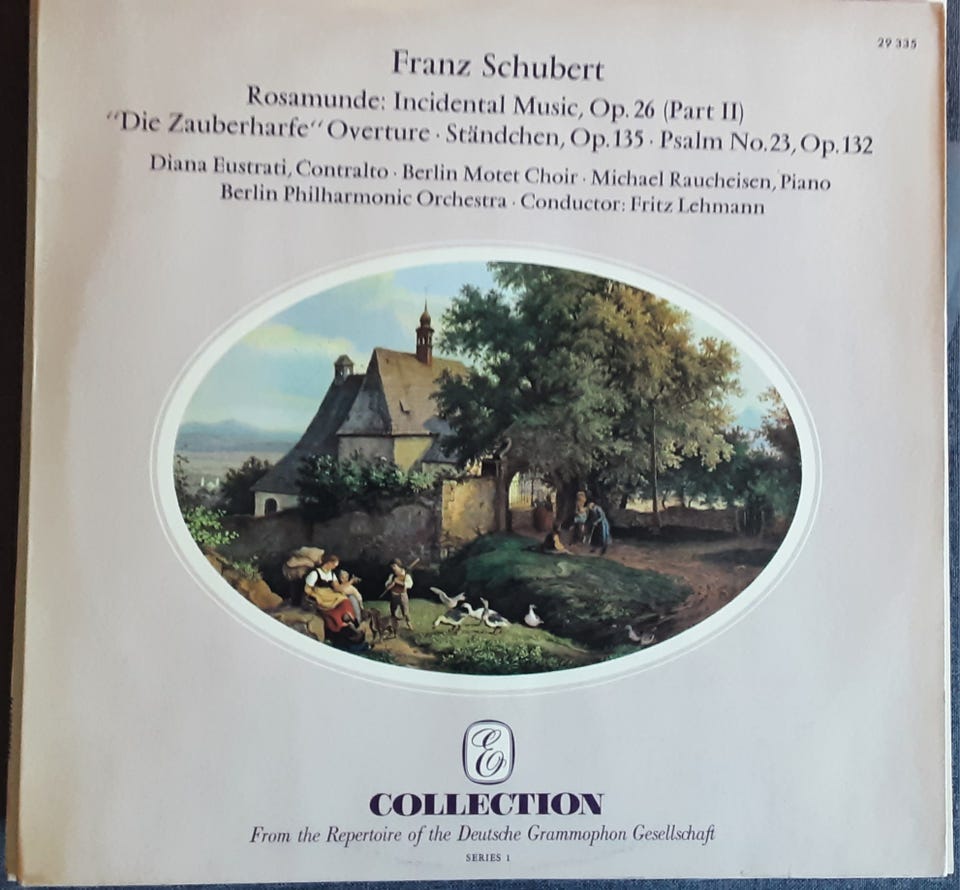 29 335
Franz Schubert
Rosamunde: Incidental Music, Op. 26 (Part II)
“Die Zauberharfe“ Overture · Ständchen, Op. 135 · Psalm No. 23, Op. 132
Diana Eustrati, Contralto · Berlin Motet Choir · Michael Raucheisen, Piano
Berlin Philharmonic Orchestra · Conductor: Fritz Lehmann
E
COLLECTION
From the Repertoire of the Deutsche Grammophon Gesellschaft
SERIES 1